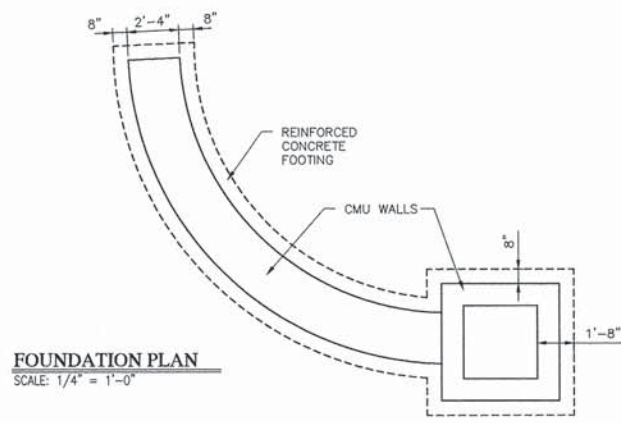 8" 2'-4" 8"
REINFORCED
CONCRETE
FOOTING
CMU WALLS
8"
1'-8"
FOUNDATION PLAN
SCALE: 1/4" = 1'-0"